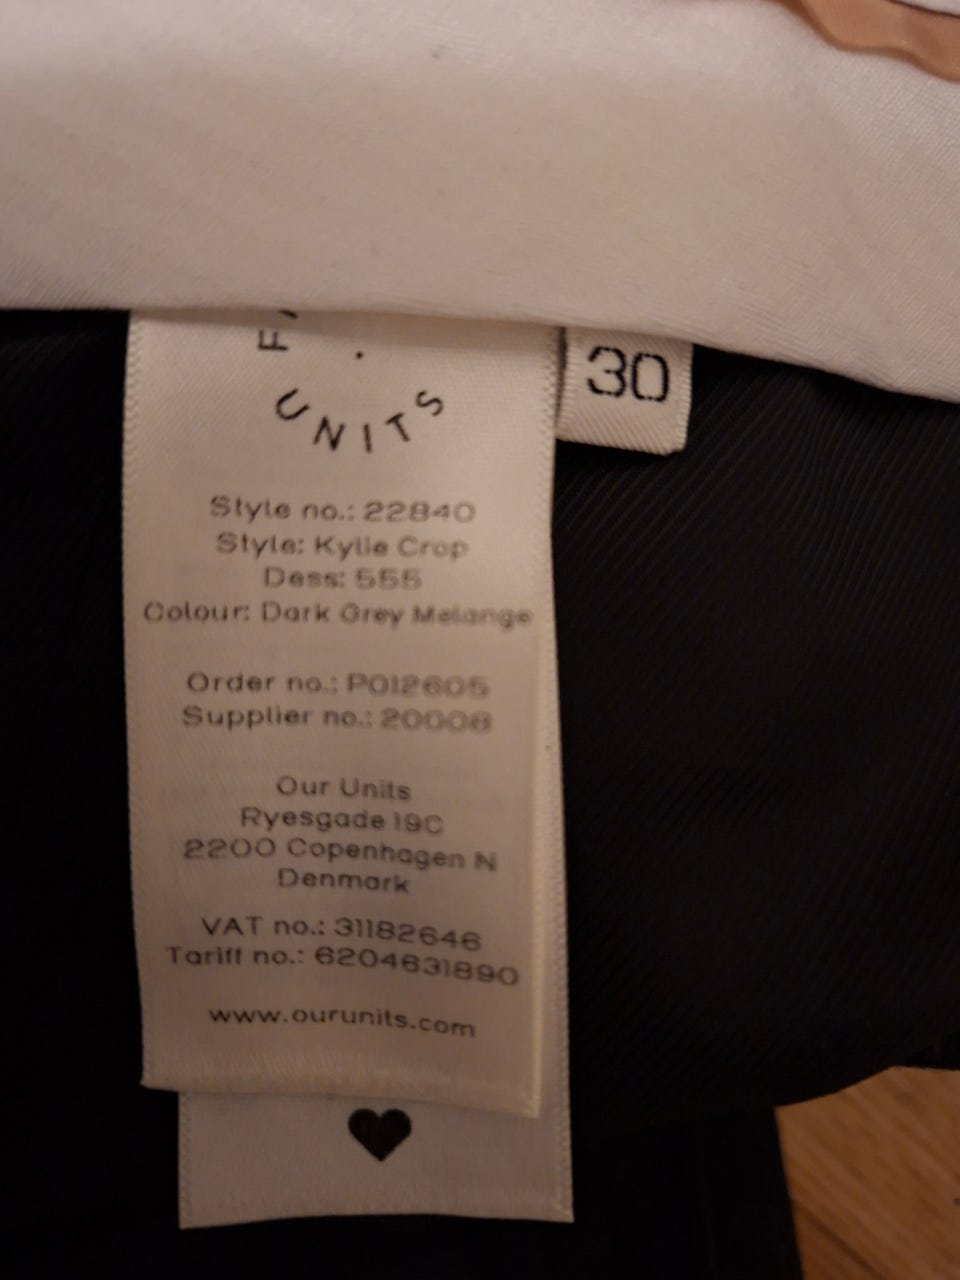 UNITS
30
Style no.: 22840
Style: Kylie Crop
Dess: 555
Colour: Dark Grey Melange
Order no.: PO12605
Supplier no.: 20008
Our Units
Ryesgade 19C
2200 Copenhagen N
Denmark
VAT no.: 31182646
Tariff no.: 6204631890
www.ourunits.com